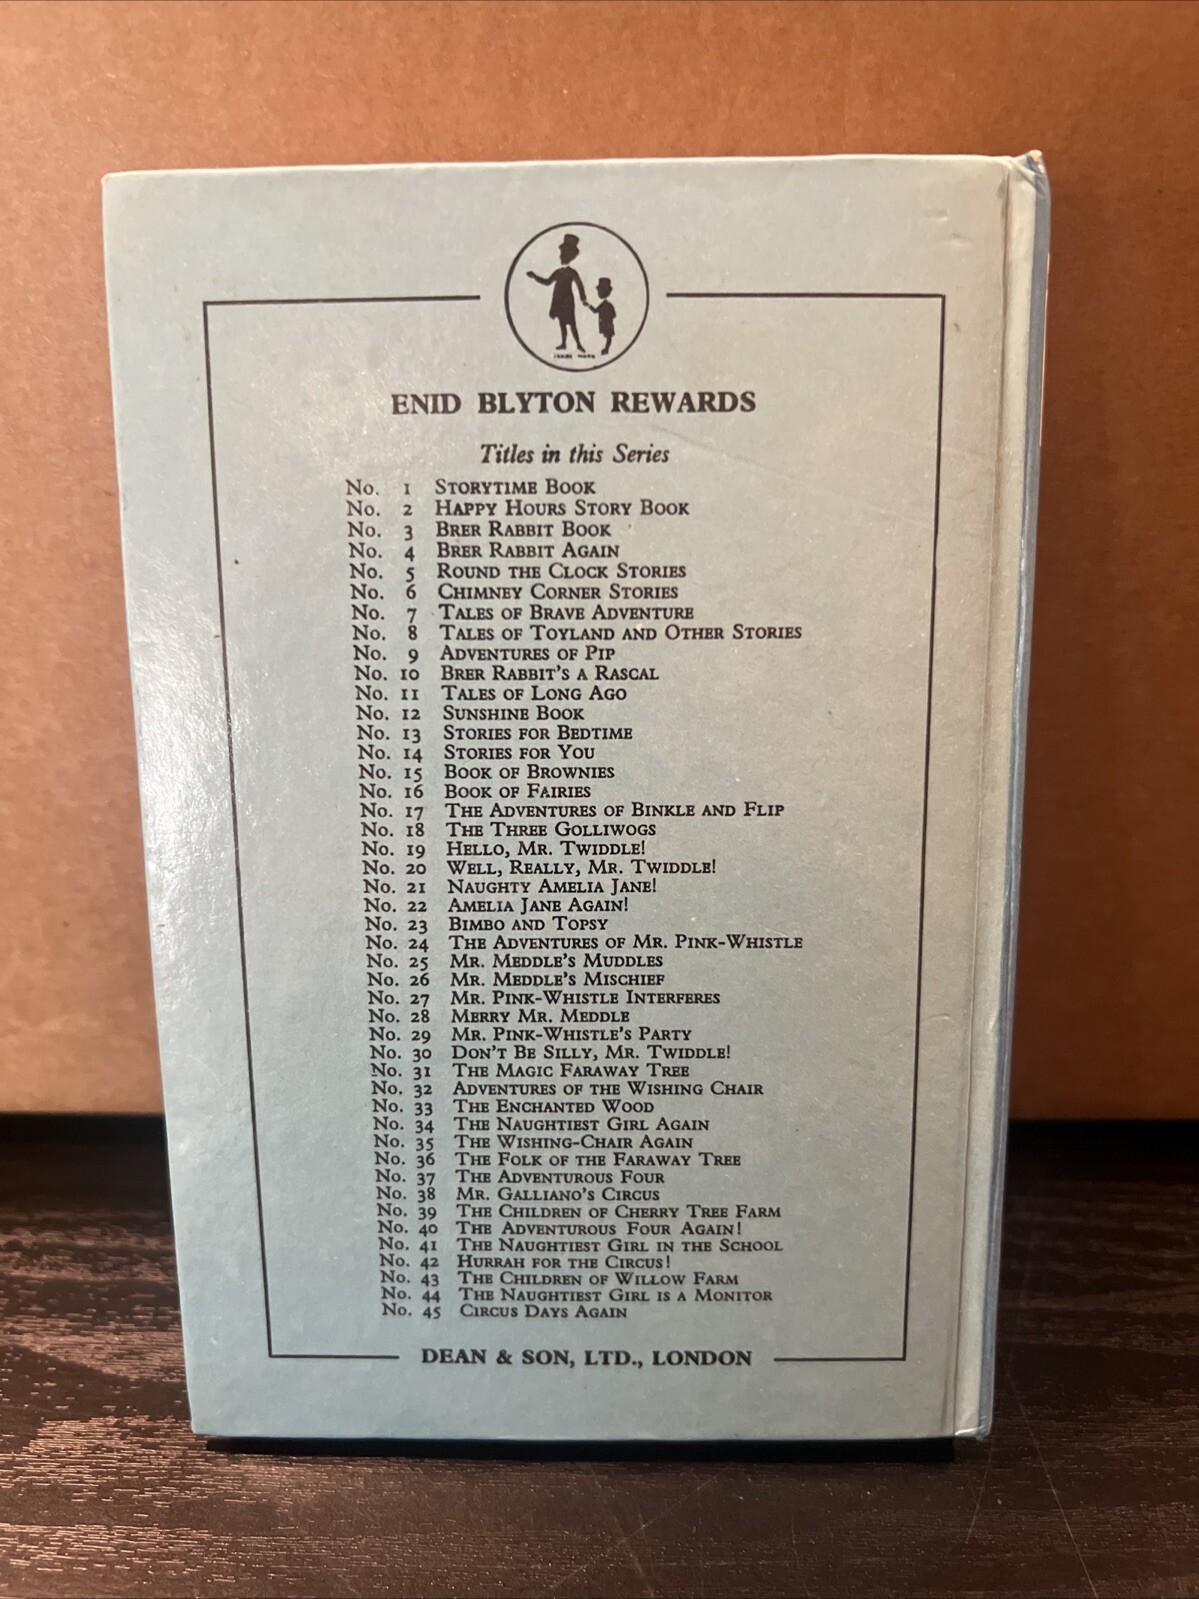 TRADE MARK
ENID BLYTON REWARDS
Titles in this Series
No. 1 STORYTIME BOOK
No. 2 HAPPY HOURS STORY BOOK
No. 3 BRER RABBIT BOOK
No. 4 BRER RABBIT AGAIN
No. 5 ROUND THE CLOCK STORIES
No. 6 CHIMNEY CORNER STORIES
No. 7 TALES OF BRAVE ADVENTURE
No. 8 TALES OF TOYLAND AND OTHER STORIES
No. 9 ADVENTURES OF PIP
No. 10 BRER RABBIT'S A RASCAL
No. 11 TALES OF LONG AGO
No. 12 SUNSHINE BOOK
No. 13 STORIES FOR BEDTIME
No. 14 STORIES FOR YOU
No. 15 BOOK OF BROWNIES
No. 16 BOOK OF FAIRIES
No. 17 THE ADVENTURES OF BINKLE AND FLIP
No. 18 THE THREE GOLLIWOGS
No. 19 HELLO, MR. TWIDDLE!
No. 20 WELL, REALLY, MR. TWIDDLE!
No. 21 NAUGHTY AMELIA JANE!
No. 22 AMELIA JANE AGAIN!
No. 23 BIMBO AND TOPSY
No. 24 THE ADVENTURES OF MR. PINK-WHISTLE
No. 25 MR. MEDDLE'S MUDDLES
No. 26 MR. MEDDLE'S MISCHIEF
No. 27 MR. PINK-WHISTLE INTERFERES
No. 28 MERRY MR. MEDDLE
No. 29 MR. PINK-WHISTLE'S PARTY
No. 30 DON'T BE SILLY, MR. TWIDDLE!
No. 31 THE MAGIC FARAWAY TREE
No. 32 ADVENTURES OF THE WISHING CHAIR
No. 33 THE ENCHANTED WOOD
No. 34 THE NAUGHTIEST GIRL AGAIN
No. 35 THE WISHING-CHAIR AGAIN
No. 36 THE FOLK OF THE FARAWAY TREE
No. 37 THE ADVENTUROUS FOUR
No. 38 MR. GALLIANO'S CIRCUS
No. 39 THE CHILDREN OF CHERRY TREE FARM
No. 40 THE ADVENTUROUS FOUR AGAIN!
No. 41 THE NAUGHTIEST GIRL IN THE SCHOOL
No. 42 HURRAH FOR THE CIRCUS!
No. 43 THE CHILDREN OF WILLOW FARM
No. 44 THE NAUGHTIEST GIRL IS A MONITOR
No. 45 CIRCUS DAYS AGAIN
DEAN & SON, LTD., LONDON